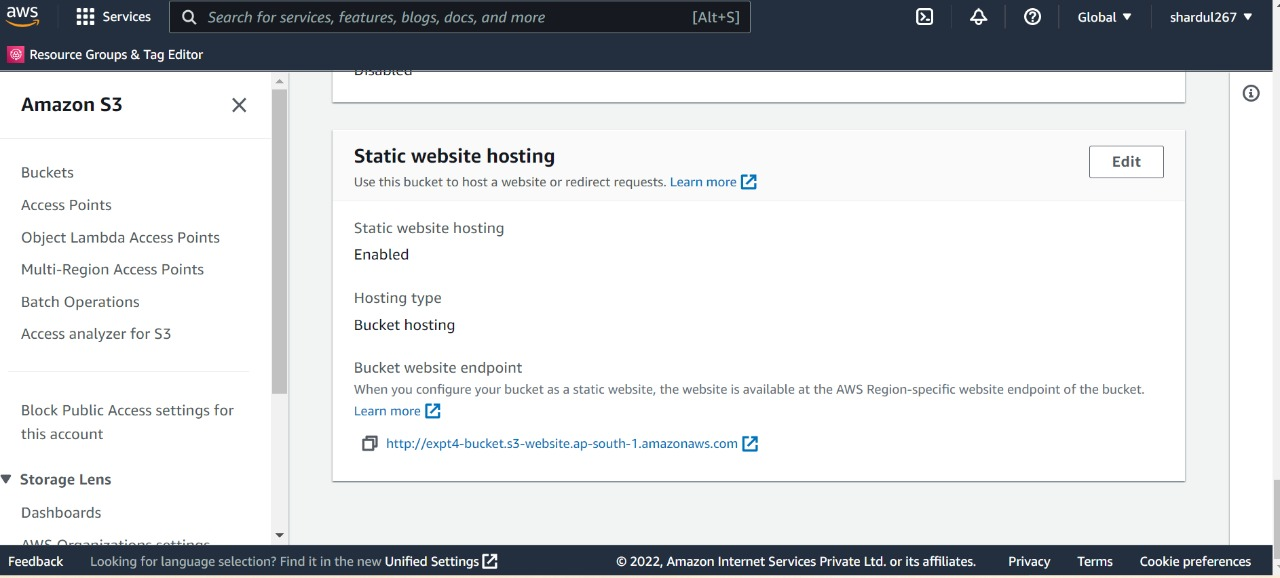 aws
Services
Search for services, features, blogs, docs, and more
[Alt+S]
Global
shardul267
Resource Groups & Tag Editor
Amazon S3
Buckets
Access Points
Object Lambda Access Points
Multi-Region Access Points
Batch Operations
Access analyzer for S3
Block Public Access settings for
this account
Storage Lens
Dashboards
AWS Organizations settings
Disabled
Static website hosting
Edit
Use this bucket to host a website or redirect requests. Learn more
Static website hosting
Enabled
Hosting type
Bucket hosting
Bucket website endpoint
When you configure your bucket as a static website, the website is available at the AWS Region-specific website endpoint of the bucket.
Learn more
http://expt4-bucket.s3-website.ap-south-1.amazonaws.com
Feedback
Looking for language selection? Find it in the new Unified Settings
© 2022, Amazon Internet Services Private Ltd. or its affiliates.
Privacy
Terms
Cookie preferences